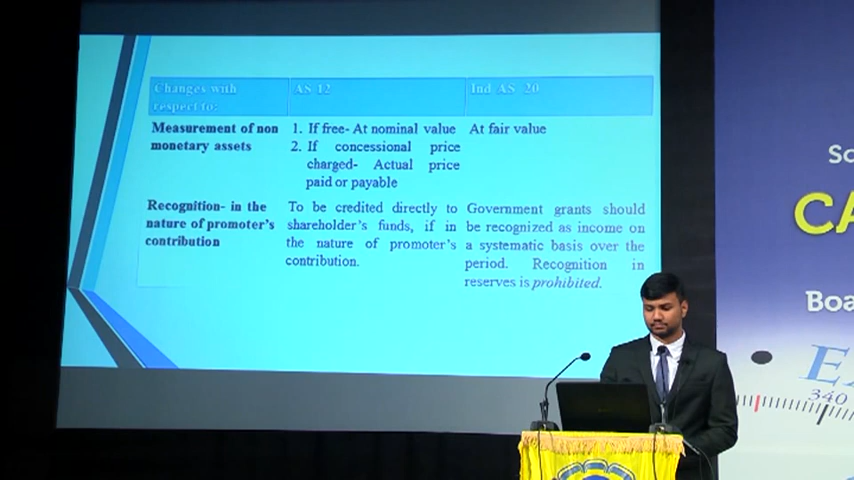 Changes with respect to:
AS 12
Ind AS 20
Measurement of non
monetary assets
1. If free- At nominal value
2. If concessional price
charged- Actual price
paid or payable
At fair value
Recognition- in the
nature of promoter's
contribution
To be credited directly to
shareholder's funds, if in
the nature of promoter's
contribution.
Government grants should
be recognized as income on
a systematic basis over the
period. Recognition in
reserves is prohibited.
CA
Boa
340